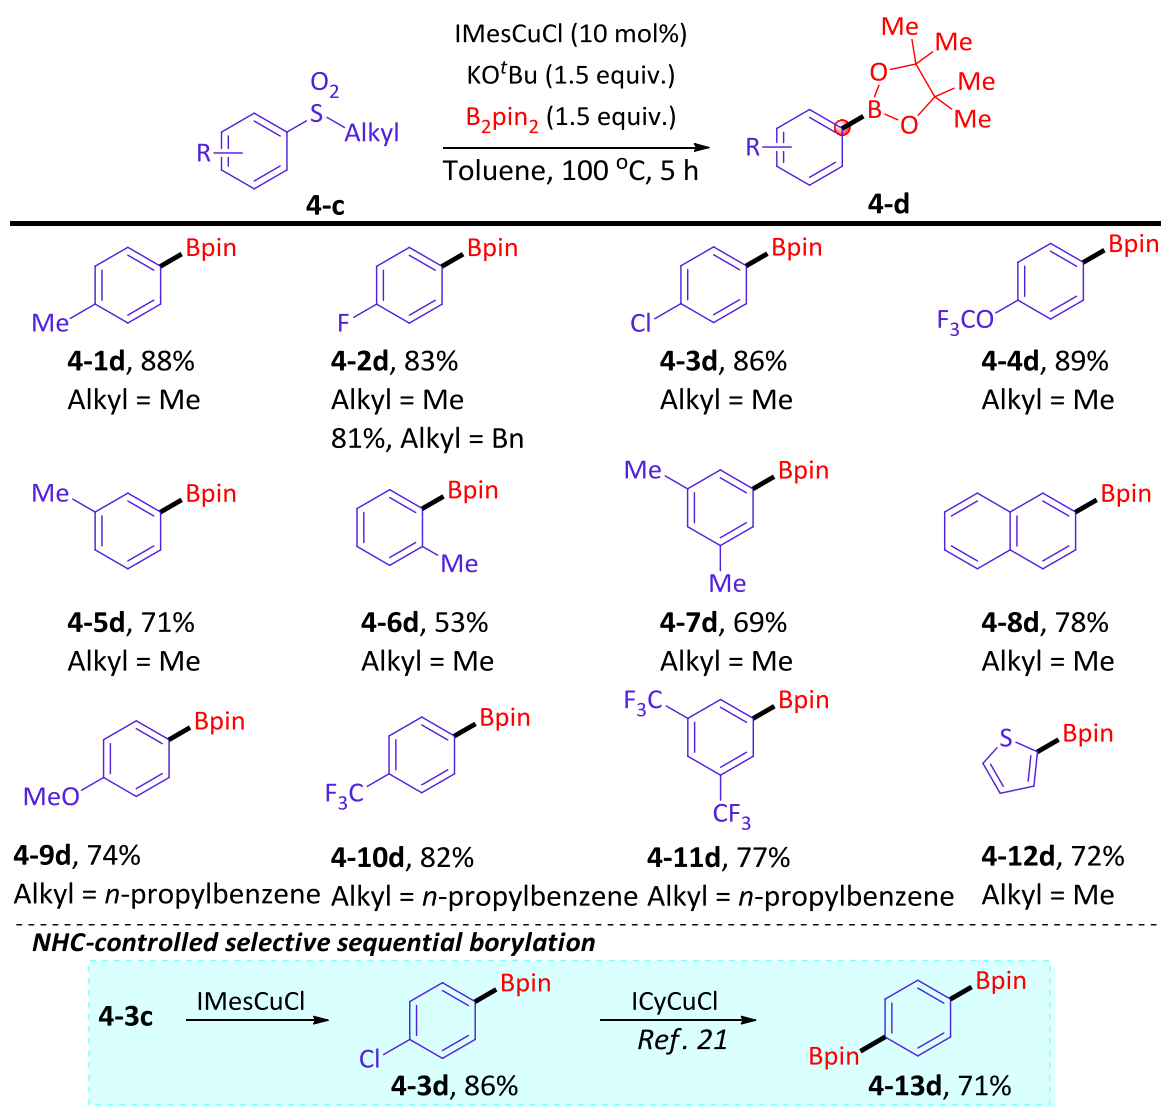 IMesCuCl (10 mol%)
KOᵗBu (1.5 equiv.)
B₂pin₂ (1.5 equiv.)
Toluene, 100 ᵒC, 5 h
O₂
S
Alkyl
R
4-c
Me
Me
Me
Me
O
B
O
R
4-d
Bpin
Me
4-1d, 88%
Alkyl = Me
Bpin
F
4-2d, 83%
Alkyl = Me
81%, Alkyl = Bn
Bpin
Cl
4-3d, 86%
Alkyl = Me
Bpin
F₃CO
4-4d, 89%
Alkyl = Me
Me
Bpin
4-5d, 71%
Alkyl = Me
Bpin
Me
4-6d, 53%
Alkyl = Me
Me
Bpin
Me
4-7d, 69%
Alkyl = Me
Bpin
4-8d, 78%
Alkyl = Me
Bpin
MeO
4-9d, 74%
Alkyl = n-propylbenzene
Bpin
F₃C
4-10d, 82%
Alkyl = n-propylbenzene
F₃C
Bpin
CF₃
4-11d, 77%
Alkyl = n-propylbenzene
S
Bpin
4-12d, 72%
Alkyl = Me
NHC-controlled selective sequential borylation
4-3c
IMesCuCl
Bpin
Cl
4-3d, 86%
ICyCuCl
Ref. 21
Bpin
Bpin
4-13d, 71%